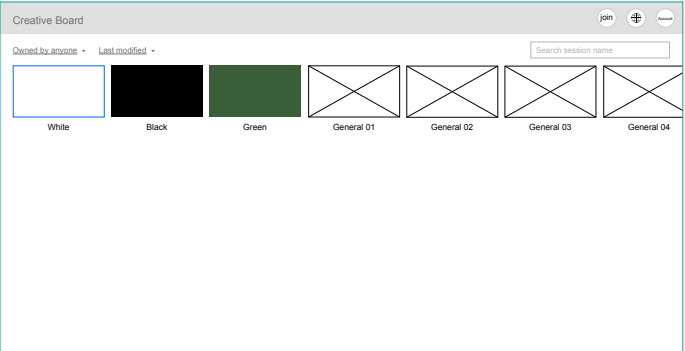 Creative Board
join
Account
Owned by anyone
Last modified
Search session name
White
Black
Green
General 01
General 02
General 03
General 04